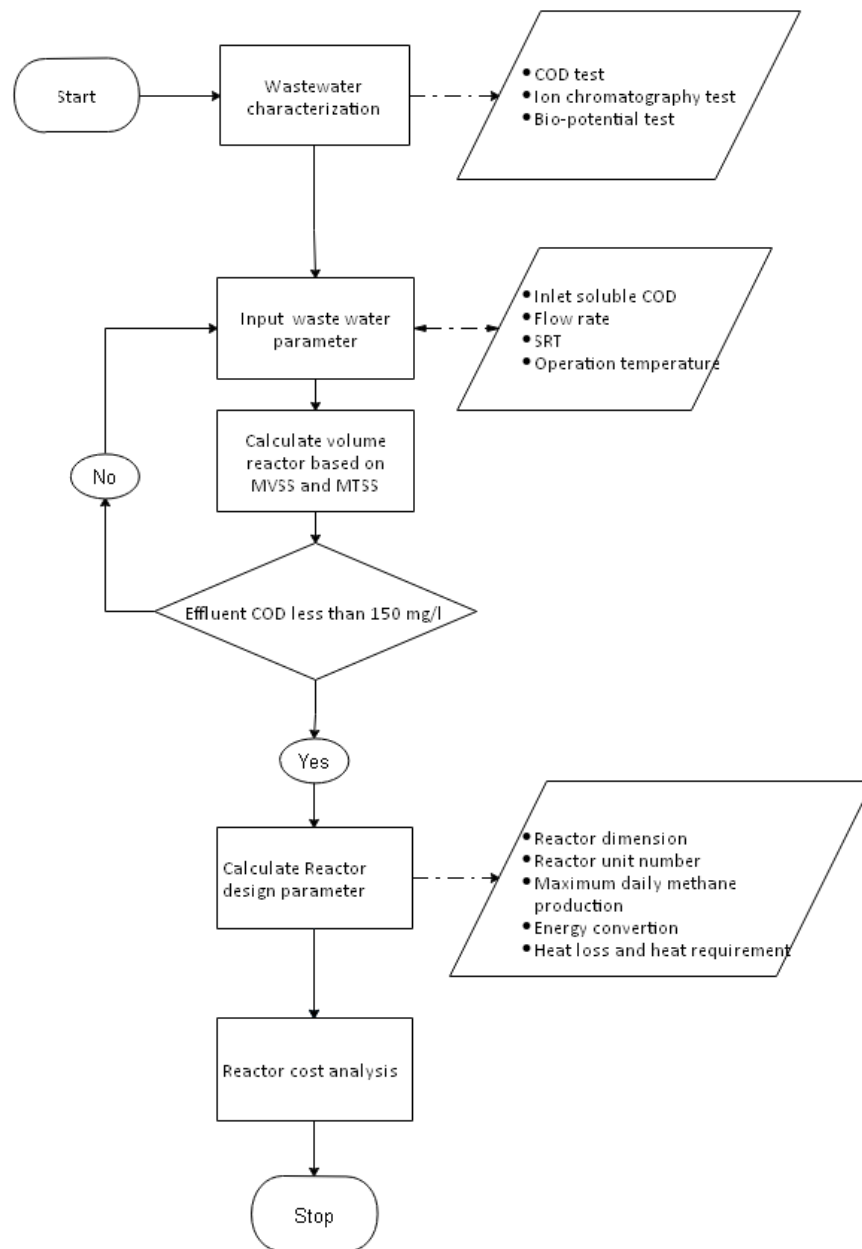 Start
Wastewater
characterization
• COD test
• Ion chromatography test
• Bio-potential test
Input waste water
parameter
• Inlet soluble COD
• Flow rate
• SRT
• Operation temperature
Calculate volume
reactor based on
MVSS and MTSS
No
Effluent COD less than 150 mg/l
Yes
Calculate Reactor
design parameter
• Reactor dimension
• Reactor unit number
• Maximum daily methane
production
• Energy convertion
• Heat loss and heat requirement
Reactor cost analysis
Stop